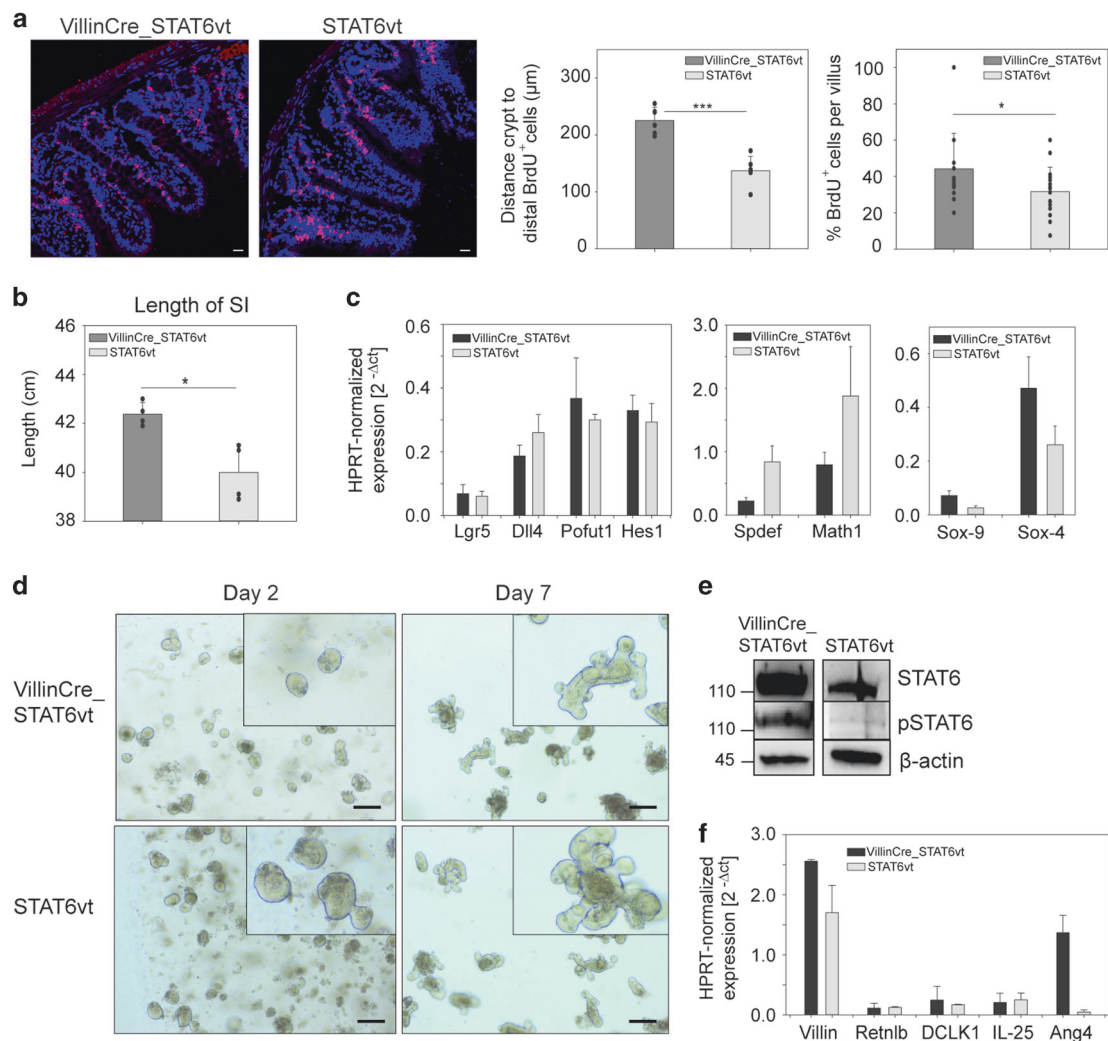 a
VillinCre_STAT6vt
STAT6vt
Distance crypt to
distal BrdU+ cells (μm)
300
200
100
0
VillinCre_STAT6vt
STAT6vt
***
% BrdU+ cells per villus
100
80
60
40
20
0
VillinCre_STAT6vt
STAT6vt
*
b
Length of SI
Length (cm)
46
44
42
40
38
VillinCre_STAT6vt
STAT6vt
*
c
HPRT-normalized
expression [2 -Δct]
0.6
0.4
0.2
0.0
VillinCre_STAT6vt
STAT6vt
Lgr5 Dll4 Pofut1 Hes1
3.0
2.0
1.0
0.0
VillinCre_STAT6vt
STAT6vt
Spdef Math1
0.6
0.4
0.2
0.0
VillinCre_STAT6vt
STAT6vt
Sox-9 Sox-4
d
Day 2
Day 7
VillinCre_
STAT6vt
STAT6vt
e
VillinCre_
STAT6vt
STAT6vt
110
STAT6
110
pSTAT6
45
β-actin
f
HPRT-normalized
expression [2 -Δct]
3.0
2.0
1.0
0.0
VillinCre_STAT6vt
STAT6vt
Villin Retnlb DCLK1 IL-25 Ang4